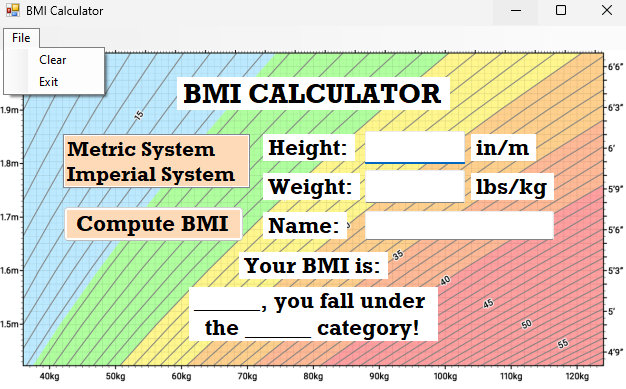 BMI Calculator
File
Clear
Exit
BMI CALCULATOR
Metric System
Imperial System
Height: in/m
Weight: lbs/kg
Compute BMI
Name:
Your BMI is:
______, you fall under
the ______ category!
1.9m
1.8m
1.7m
1.6m
1.5m
15
35
40
45
50
55
6'6"
6'3"
6'
5'9"
5'6"
5'3"
5'
4'9"
40kg 50kg 60kg 70kg 80kg 90kg 100kg 110kg 120kg